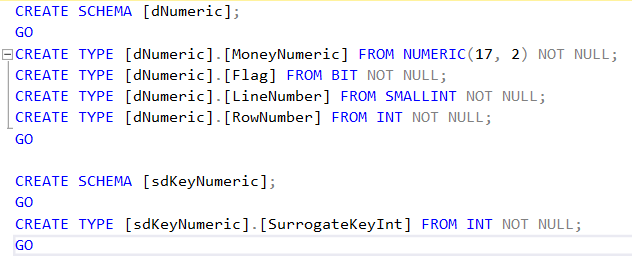 CREATE SCHEMA [dNumeric];
GO
CREATE TYPE [dNumeric].[MoneyNumeric] FROM NUMERIC(17, 2) NOT NULL;
CREATE TYPE [dNumeric].[Flag] FROM BIT NOT NULL;
CREATE TYPE [dNumeric].[LineNumber] FROM SMALLINT NOT NULL;
CREATE TYPE [dNumeric].[RowNumber] FROM INT NOT NULL;
GO
CREATE SCHEMA [sdKeyNumeric];
GO
CREATE TYPE [sdKeyNumeric].[SurrogateKeyInt] FROM INT NOT NULL;
GO